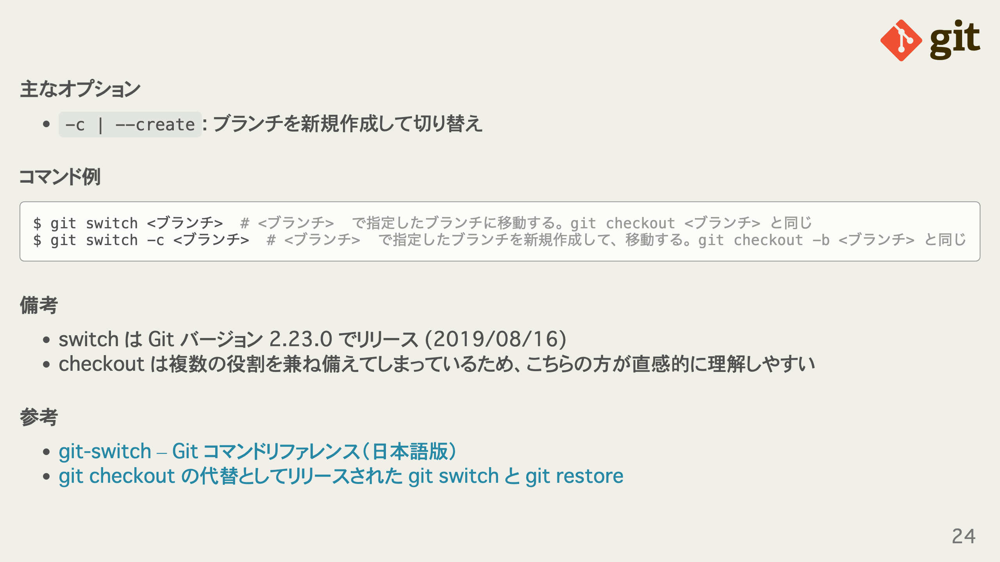 git
主なオプション
-c | --create : ブランチを新規作成して切り替え
コマンド例
$ git switch <ブランチ>  # <ブランチ>  で指定したブランチに移動する。git checkout <ブランチ> と同じ
$ git switch -c <ブランチ>  # <ブランチ>  で指定したブランチを新規作成して、移動する。git checkout -b <ブランチ> と同じ
備考
switch は Git バージョン 2.23.0 でリリース (2019/08/16)
checkout は複数の役割を兼ね備えてしまっているため、こちらの方が直感的に理解しやすい
参考
git-switch – Git コマンドリファレンス（日本語版）
git checkout の代替としてリリースされた git switch と git restore
24